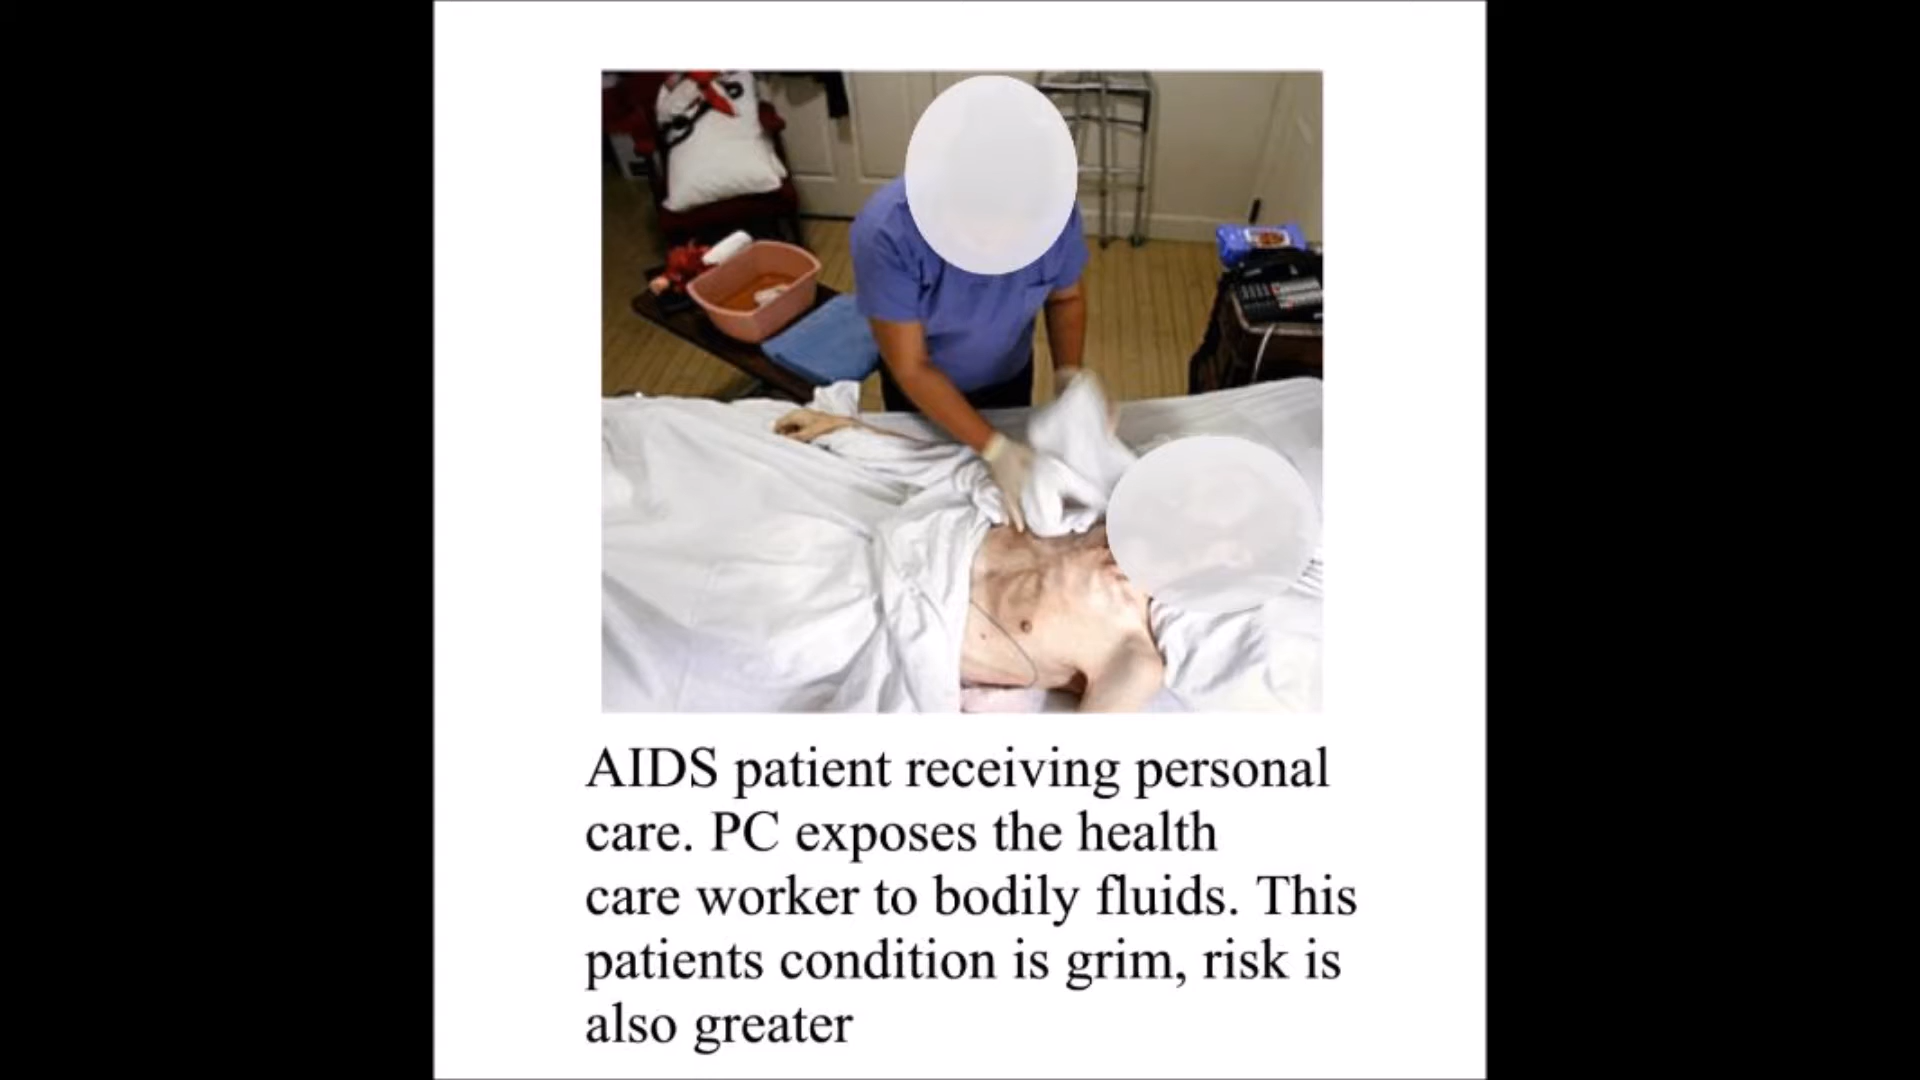 AIDS patient receiving personal
care. PC exposes the health
care worker to bodily fluids. This
patients condition is grim, risk is
also greater